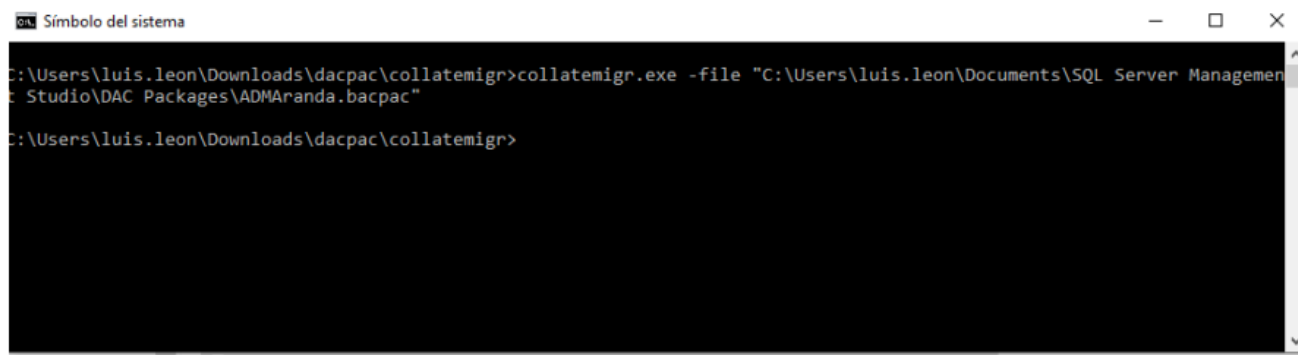 Símbolo del sistema
C:\Users\luis.leon\Downloads\dacpac\collatemigr>collatemigr.exe -file "C:\Users\luis.leon\Documents\SQL Server Managemen
t Studio\DAC Packages\ADMAranda.bacpac"
C:\Users\luis.leon\Downloads\dacpac\collatemigr>